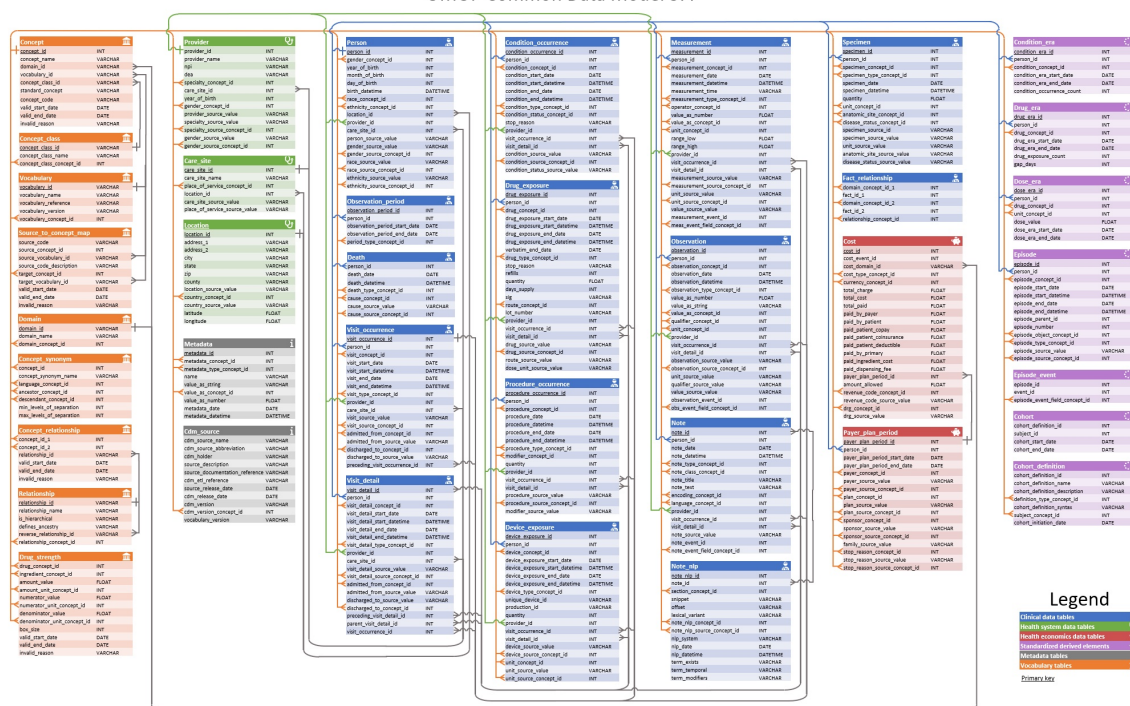 Concept
concept_id INT
concept_name VARCHAR
domain_id VARCHAR
vocabulary_id VARCHAR
concept_class_id VARCHAR
standard_concept VARCHAR
concept_code VARCHAR
valid_start_date DATE
valid_end_date DATE
invalid_reason VARCHAR
Concept_class
concept_class_id VARCHAR
concept_class_name VARCHAR
concept_class_concept_id INT
Vocabulary
vocabulary_id VARCHAR
vocabulary_name VARCHAR
vocabulary_reference VARCHAR
vocabulary_version VARCHAR
vocabulary_concept_id INT
Source_to_concept_map
source_code VARCHAR
source_concept_id INT
source_vocabulary_id VARCHAR
source_code_description VARCHAR
target_concept_id INT
target_vocabulary_id VARCHAR
valid_start_date DATE
valid_end_date DATE
invalid_reason VARCHAR
Domain
domain_id VARCHAR
domain_name VARCHAR
domain_concept_id INT
Concept_synonym
concept_id INT
concept_synonym_name VARCHAR
language_concept_id INT
ancestor_concept_id INT
descendant_concept_id INT
min_levels_of_separation INT
max_levels_of_separation INT
Concept_relationship
concept_id_1 INT
concept_id_2 INT
relationship_id VARCHAR
valid_start_date DATE
valid_end_date DATE
invalid_reason VARCHAR
Relationship
relationship_id VARCHAR
relationship_name VARCHAR
is_hierarchical VARCHAR
defines_ancestry VARCHAR
reverse_relationship_id VARCHAR
relationship_concept_id INT
Drug_strength
drug_concept_id INT
ingredient_concept_id INT
amount_value FLOAT
amount_unit_concept_id INT
numerator_value FLOAT
numerator_unit_concept_id INT
denominator_value FLOAT
denominator_unit_concept_id INT
box_size INT
valid_start_date DATE
valid_end_date DATE
invalid_reason VARCHAR
Provider
provider_id INT
provider_name VARCHAR
npi VARCHAR
dea VARCHAR
specialty_concept_id INT
care_site_id INT
year_of_birth INT
gender_concept_id INT
provider_source_value VARCHAR
specialty_source_value VARCHAR
specialty_source_concept_id INT
gender_source_value VARCHAR
gender_source_concept_id INT
Care_site
care_site_id INT
care_site_name VARCHAR
place_of_service_concept_id INT
location_id INT
care_site_source_value VARCHAR
place_of_service_source_value VARCHAR
Location
location_id INT
address_1 VARCHAR
address_2 VARCHAR
city VARCHAR
state VARCHAR
zip VARCHAR
county VARCHAR
location_source_value VARCHAR
country_concept_id INT
country_source_value VARCHAR
latitude FLOAT
longitude FLOAT
Metadata
metadata_id INT
metadata_concept_id INT
metadata_type_concept_id INT
name VARCHAR
value_as_string VARCHAR
value_as_concept_id INT
value_as_number FLOAT
metadata_date DATE
metadata_datetime DATETIME
Cdm_source
cdm_source_name VARCHAR
cdm_source_abbreviation VARCHAR
cdm_holder VARCHAR
source_description VARCHAR
source_documentation_reference VARCHAR
cdm_etl_reference VARCHAR
source_release_date DATE
cdm_release_date DATE
cdm_version VARCHAR
cdm_version_concept_id INT
vocabulary_version VARCHAR
Person
person_id INT
gender_concept_id INT
year_of_birth INT
month_of_birth INT
day_of_birth INT
birth_datetime DATETIME
race_concept_id INT
ethnicity_concept_id INT
location_id INT
provider_id INT
care_site_id INT
person_source_value VARCHAR
gender_source_value VARCHAR
gender_source_concept_id INT
race_source_value VARCHAR
race_source_concept_id INT
ethnicity_source_value VARCHAR
ethnicity_source_concept_id INT
Observation_period
observation_period_id INT
person_id INT
observation_period_start_date DATE
observation_period_end_date DATE
period_type_concept_id INT
Death
person_id INT
death_date DATE
death_datetime DATETIME
death_type_concept_id INT
cause_concept_id INT
cause_source_value VARCHAR
cause_source_concept_id INT
Visit_occurrence
visit_occurrence_id INT
person_id INT
visit_concept_id INT
visit_start_date DATE
visit_start_datetime DATETIME
visit_end_date DATE
visit_end_datetime DATETIME
visit_type_concept_id INT
provider_id INT
care_site_id INT
visit_source_value VARCHAR
visit_source_concept_id INT
admitted_from_concept_id INT
admitted_from_source_value VARCHAR
discharged_to_concept_id INT
discharged_to_source_value VARCHAR
preceding_visit_occurrence_id INT
Visit_detail
visit_detail_id INT
person_id INT
visit_detail_concept_id INT
visit_detail_start_date DATE
visit_detail_start_datetime DATETIME
visit_detail_end_date DATE
visit_detail_end_datetime DATETIME
visit_detail_type_concept_id INT
provider_id INT
care_site_id INT
visit_detail_source_value VARCHAR
visit_detail_source_concept_id INT
admitted_from_concept_id INT
admitted_from_source_value VARCHAR
discharged_to_source_value VARCHAR
discharged_to_concept_id INT
preceding_visit_detail_id INT
parent_visit_detail_id INT
visit_occurrence_id INT
Condition_occurrence
condition_occurrence_id INT
person_id INT
condition_concept_id INT
condition_start_date DATE
condition_start_datetime DATETIME
condition_end_date DATE
condition_end_datetime DATETIME
condition_type_concept_id INT
condition_status_concept_id INT
stop_reason VARCHAR
provider_id INT
visit_occurrence_id INT
visit_detail_id INT
condition_source_value VARCHAR
condition_source_concept_id INT
condition_status_source_value VARCHAR
Drug_exposure
drug_exposure_id INT
person_id INT
drug_concept_id INT
drug_exposure_start_date DATE
drug_exposure_start_datetime DATETIME
drug_exposure_end_date DATE
drug_exposure_end_datetime DATETIME
verbatim_end_date DATE
drug_type_concept_id INT
stop_reason VARCHAR
refills INT
quantity FLOAT
days_supply INT
sig VARCHAR
route_concept_id INT
lot_number VARCHAR
provider_id INT
visit_occurrence_id INT
visit_detail_id INT
drug_source_value VARCHAR
drug_source_concept_id INT
route_source_value VARCHAR
dose_unit_source_value VARCHAR
Procedure_occurrence
procedure_occurrence_id INT
person_id INT
procedure_concept_id INT
procedure_date DATE
procedure_datetime DATETIME
procedure_end_date DATE
procedure_end_datetime DATETIME
procedure_type_concept_id INT
modifier_concept_id INT
quantity INT
provider_id INT
visit_occurrence_id INT
visit_detail_id INT
procedure_source_value VARCHAR
procedure_source_concept_id INT
modifier_source_value VARCHAR
Device_exposure
device_exposure_id INT
person_id INT
device_concept_id INT
device_exposure_start_date DATE
device_exposure_start_datetime DATETIME
device_exposure_end_date DATE
device_exposure_end_datetime DATETIME
device_type_concept_id INT
unique_device_id VARCHAR
production_id VARCHAR
quantity INT
provider_id INT
visit_occurrence_id INT
visit_detail_id INT
device_source_value VARCHAR
device_source_concept_id INT
unit_concept_id INT
unit_source_value VARCHAR
unit_source_concept_id INT
Measurement
measurement_id INT
person_id INT
measurement_concept_id INT
measurement_date DATE
measurement_datetime DATETIME
measurement_time VARCHAR
measurement_type_concept_id INT
operator_concept_id INT
value_as_number FLOAT
value_as_concept_id INT
unit_concept_id INT
range_low FLOAT
range_high FLOAT
provider_id INT
visit_occurrence_id INT
visit_detail_id INT
measurement_source_value VARCHAR
measurement_source_concept_id INT
unit_source_value VARCHAR
unit_source_concept_id INT
value_source_value VARCHAR
measurement_event_id INT
meas_event_field_concept_id INT
Observation
observation_id INT
person_id INT
observation_concept_id INT
observation_date DATE
observation_datetime DATETIME
observation_type_concept_id INT
value_as_number FLOAT
value_as_string VARCHAR
value_as_concept_id INT
qualifier_concept_id INT
unit_concept_id INT
provider_id INT
visit_occurrence_id INT
visit_detail_id INT
observation_source_value VARCHAR
observation_source_concept_id INT
unit_source_value VARCHAR
qualifier_source_value VARCHAR
value_source_value VARCHAR
observation_event_id INT
obs_event_field_concept_id INT
Note
note_id INT
person_id INT
note_date DATE
note_datetime DATETIME
note_type_concept_id INT
note_class_concept_id INT
note_title VARCHAR
note_text VARCHAR
encoding_concept_id INT
language_concept_id INT
provider_id INT
visit_occurrence_id INT
visit_detail_id INT
note_source_value VARCHAR
note_event_id INT
note_event_field_concept_id INT
Note_nlp
note_nlp_id INT
note_id INT
section_concept_id INT
snippet VARCHAR
offset VARCHAR
lexical_variant VARCHAR
note_nlp_concept_id INT
note_nlp_source_concept_id INT
nlp_system VARCHAR
nlp_date DATE
nlp_datetime DATETIME
term_exists VARCHAR
term_temporal VARCHAR
term_modifiers VARCHAR
Specimen
specimen_id INT
person_id INT
specimen_concept_id INT
specimen_type_concept_id INT
specimen_date DATE
specimen_datetime DATETIME
quantity FLOAT
unit_concept_id INT
anatomic_site_concept_id INT
disease_status_concept_id INT
specimen_source_id VARCHAR
specimen_source_value VARCHAR
unit_source_value VARCHAR
anatomic_site_source_value VARCHAR
disease_status_source_value VARCHAR
Fact_relationship
domain_concept_id_1 INT
fact_id_1 INT
domain_concept_id_2 INT
fact_id_2 INT
relationship_concept_id INT
Cost
cost_id INT
cost_event_id INT
cost_domain_id VARCHAR
cost_type_concept_id INT
currency_concept_id INT
total_charge FLOAT
total_cost FLOAT
total_paid FLOAT
paid_by_payer FLOAT
paid_by_patient FLOAT
paid_patient_copay FLOAT
paid_patient_coinsurance FLOAT
paid_patient_deductible FLOAT
paid_by_primary FLOAT
paid_ingredient_cost FLOAT
paid_dispensing_fee FLOAT
payer_plan_period_id INT
amount_allowed FLOAT
revenue_code_concept_id INT
revenue_code_source_value VARCHAR
drg_concept_id INT
drg_source_value VARCHAR
Payer_plan_period
payer_plan_period_id INT
person_id INT
payer_plan_period_start_date DATE
payer_plan_period_end_date DATE
payer_concept_id INT
payer_source_value VARCHAR
payer_source_concept_id INT
plan_concept_id INT
plan_source_value VARCHAR
plan_source_concept_id INT
sponsor_concept_id INT
sponsor_source_value VARCHAR
sponsor_source_concept_id INT
family_source_value VARCHAR
stop_reason_concept_id INT
stop_reason_source_value VARCHAR
stop_reason_source_concept_id INT
Condition_era
condition_era_id INT
person_id INT
condition_concept_id INT
condition_era_start_date DATE
condition_era_end_date DATE
condition_occurrence_count INT
Drug_era
drug_era_id INT
person_id INT
drug_concept_id INT
drug_era_start_date DATE
drug_era_end_date DATE
drug_exposure_count INT
gap_days INT
Dose_era
dose_era_id INT
person_id INT
drug_concept_id INT
unit_concept_id INT
dose_value FLOAT
dose_era_start_date DATE
dose_era_end_date DATE
Episode
episode_id INT
person_id INT
episode_concept_id INT
episode_start_date DATE
episode_start_datetime DATETIME
episode_end_date DATE
episode_end_datetime DATETIME
episode_parent_id INT
episode_number INT
episode_object_concept_id INT
episode_type_concept_id INT
episode_source_value VARCHAR
episode_source_concept_id INT
Episode_event
episode_id INT
event_id INT
episode_event_field_concept_id INT
Cohort
cohort_definition_id INT
subject_id INT
cohort_start_date DATE
cohort_end_date DATE
Cohort_definition
cohort_definition_id INT
cohort_definition_name VARCHAR
cohort_definition_description VARCHAR
definition_type_concept_id INT
cohort_definition_syntax VARCHAR
subject_concept_id INT
cohort_initiation_date DATE
Legend
Clinical data tables
Health system data tables
Health economics data tables
Standardized derived elements
Metadata tables
Vocabulary tables
Primary key